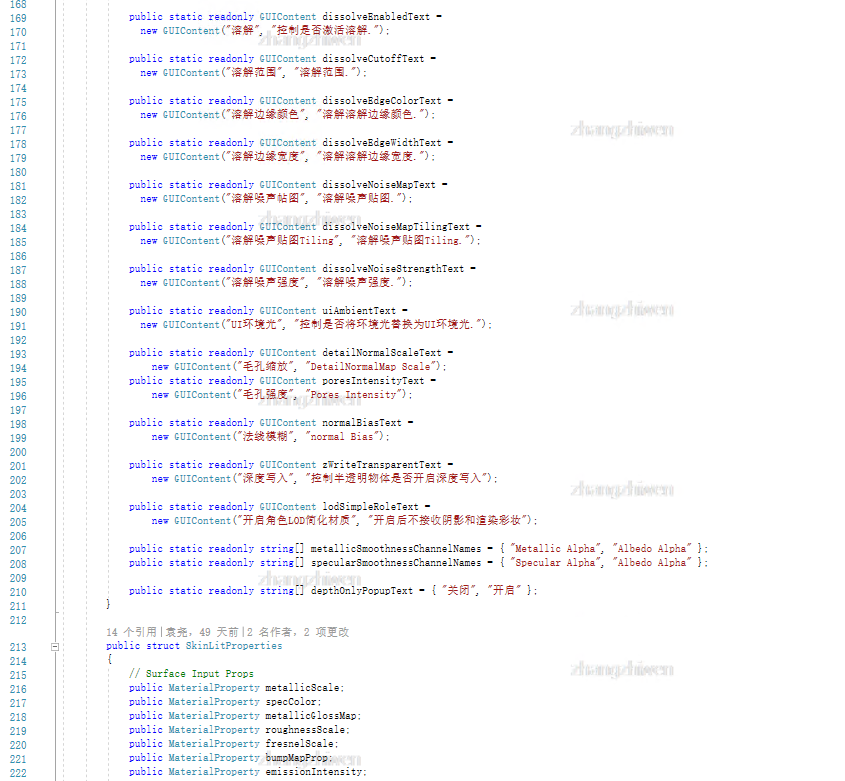 168
169 public static readonly GUIContent dissolveEnabledText =
170 new GUIContent("溶解", "控制是否激活溶解.");
171
172 public static readonly GUIContent dissolveCutoffText =
173 new GUIContent("溶解范围", "溶解范围.");
174
175 public static readonly GUIContent dissolveEdgeColorText =
176 new GUIContent("溶解边缘颜色", "溶解溶解边缘颜色.");
177
178 public static readonly GUIContent dissolveEdgeWidthText =
179 new GUIContent("溶解边缘宽度", "溶解溶解边缘宽度.");
180
181 public static readonly GUIContent dissolveNoiseMapText =
182 new GUIContent("溶解噪声帖图", "溶解噪声贴图.");
183
184 public static readonly GUIContent dissolveNoiseMapTilingText =
185 new GUIContent("溶解噪声贴图Tiling", "溶解噪声贴图Tiling.");
186
187 public static readonly GUIContent dissolveNoiseStrengthText =
188 new GUIContent("溶解噪声强度", "溶解噪声强度.");
189
190 public static readonly GUIContent uiAmbientText =
191 new GUIContent("UI环境光", "控制是否将环境光替换为UI环境光.");
192
193 public static readonly GUIContent detailNormalScaleText =
194 new GUIContent("毛孔缩放", "DetailNormalMap Scale");
195 public static readonly GUIContent poresIntensityText =
196 new GUIContent("毛孔强度", "Pores Intensity");
197
198 public static readonly GUIContent normalBiasText =
199 new GUIContent("法线模糊", "normal Bias");
200
201 public static readonly GUIContent zWriteTransparentText =
202 new GUIContent("深度写入", "控制半透明物体是否开启深度写入");
203
204 public static readonly GUIContent lodSimpleRoleText =
205 new GUIContent("开启角色LOD简化材质", "开启后不接收阴影和渲染彩妆");
206
207 public static readonly string[] metallicSmoothnessChannelNames = { "Metallic Alpha", "Albedo Alpha" };
208 public static readonly string[] specularSmoothnessChannelNames = { "Specular Alpha", "Albedo Alpha" };
209
210 public static readonly string[] depthOnlyPopupText = { "关闭", "开启" };
211 }
212
14 个引用|袁尧，49 天前|2 名作者，2 项更改
213 public struct SkinLitProperties
214 {
215 // Surface Input Props
216 public MaterialProperty metallicScale;
217 public MaterialProperty specColor;
218 public MaterialProperty metallicGlossMap;
219 public MaterialProperty roughnessScale;
220 public MaterialProperty fresnelScale;
221 public MaterialProperty bumpMapProp;
222 public MaterialProperty emissionIntensity;
zhangzhiwen
zhangzhiwen
zhangzhiwen
zhangzhiwen
zhangzhiwen
zhangzhiwen
zhangzhiwen
zhangzhiwen
zhangzhiwen